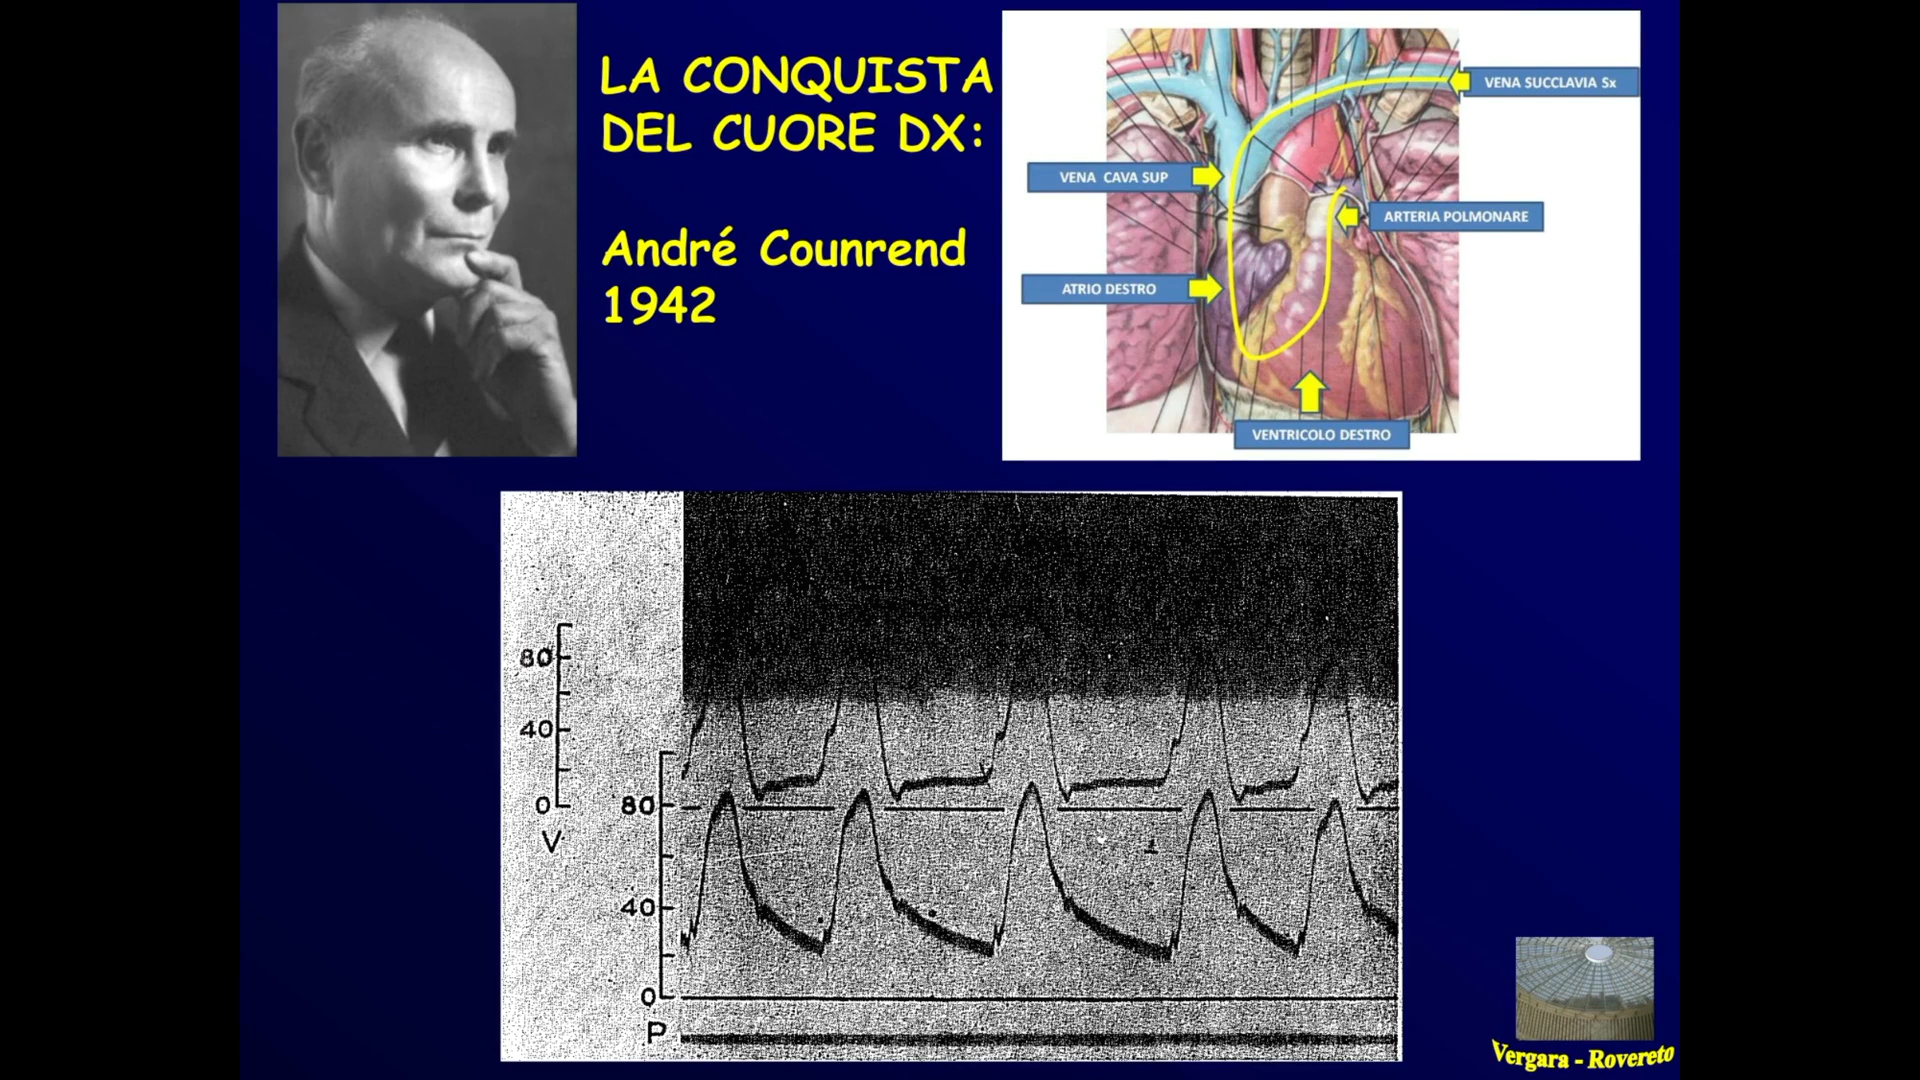 LA CONQUISTA
DEL CUORE DX:
André Counrend
1942
VENA SUCCLAVIA Sx
VENA CAVA SUP
ARTERIA POLMONARE
ATRIO DESTRO
VENTRICOLO DESTRO
80
40
0
V
80
40
0
P
Vergara - Rovereto